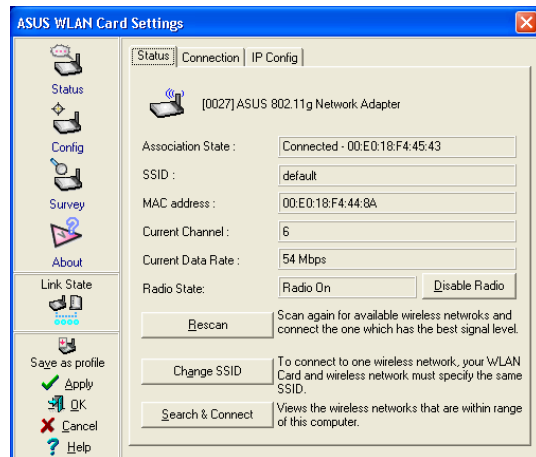 ASUS WLAN Card Settings
Status
Config
Survey
About
Link State
Save as profile
Apply
OK
Cancel
Help
Status Connection IP Config
[0027] ASUS 802.11g Network Adapter
Association State : Connected - 00:E0:18:F4:45:43
SSID : default
MAC address : 00:E0:18:F4:44:8A
Current Channel : 6
Current Data Rate : 54 Mbps
Radio State: Radio On Disable Radio
Rescan
Scan again for available wireless netwroks and
connect the one which has the best signal level.
Change SSID
To connect to one wireless network, your WLAN
Card and wireless network must specify the same
SSID.
Search & Connect
Views the wireless networks that are within range
of this computer.